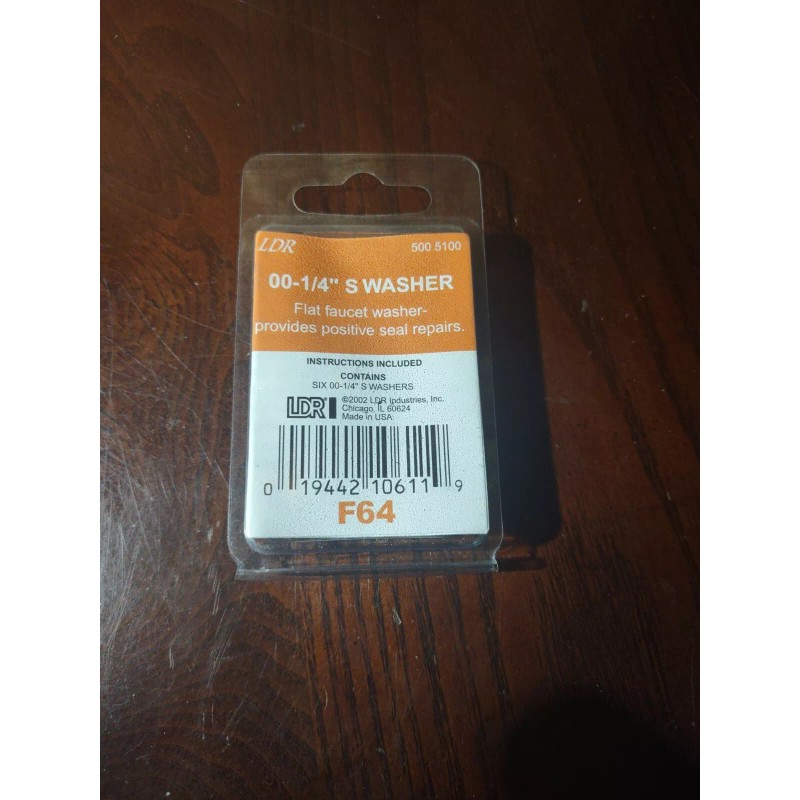 LDR 500 5100
00-1/4" S WASHER
Flat faucet washer-
provides positive seal repairs.
INSTRUCTIONS INCLUDED
CONTAINS
SIX 00-1/4" S WASHERS
LDR ©2002 LDR Industries, Inc.
Chicago, IL 60624
Made in USA
0 19442 10611 9
F64